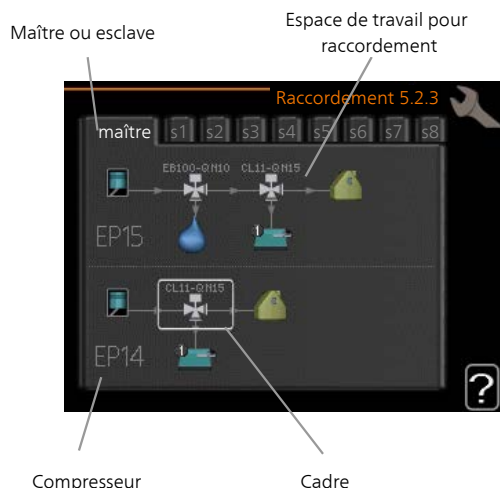 Maître ou esclave
Espace de travail pour
raccordement
Raccordement 5.2.3
maître s1 s2 s3 s4 s5 s6 s7 s8
EB100-QN10 CL11-QN15
1
EP15
CL11-QN15
1
EP14
?
Compresseur
Cadre